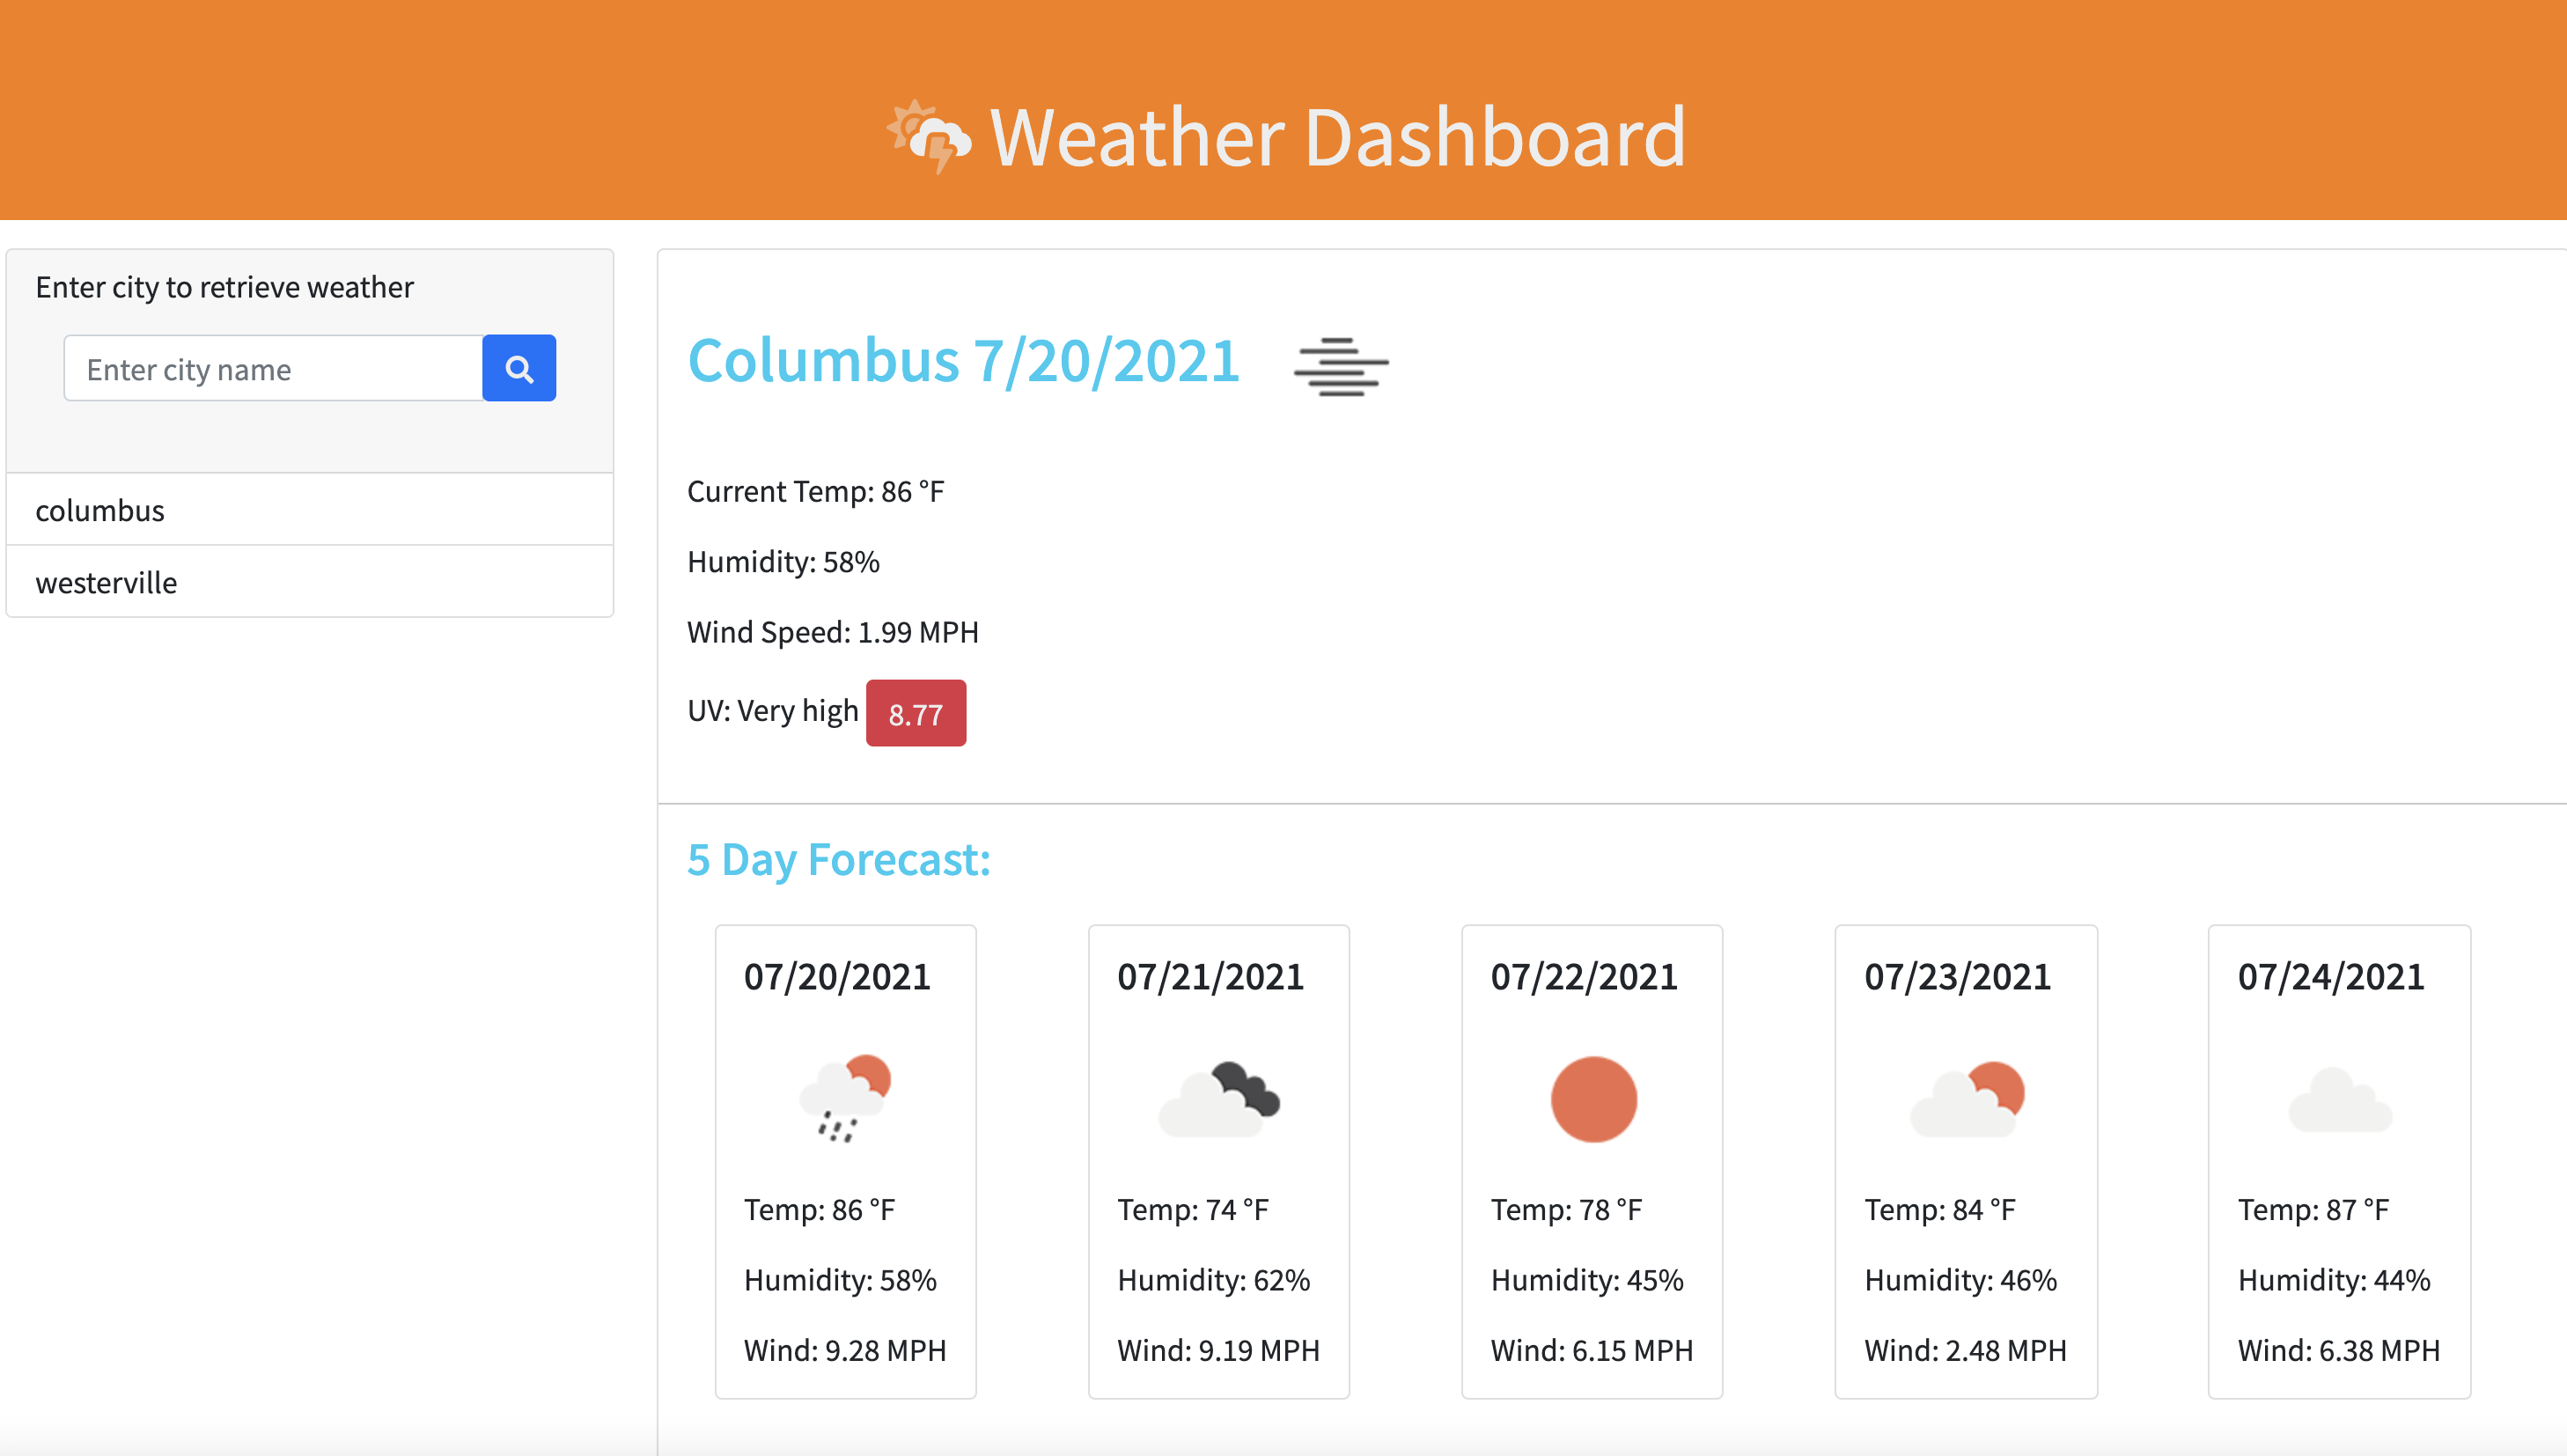 Weather Dashboard
Enter city to retrieve weather
Enter city name
columbus
westerville
Columbus 7/20/2021
Current Temp: 86 °F
Humidity: 58%
Wind Speed: 1.99 MPH
UV: Very high 8.77
5 Day Forecast:
07/20/2021
Temp: 86 °F
Humidity: 58%
Wind: 9.28 MPH
07/21/2021
Temp: 74 °F
Humidity: 62%
Wind: 9.19 MPH
07/22/2021
Temp: 78 °F
Humidity: 45%
Wind: 6.15 MPH
07/23/2021
Temp: 84 °F
Humidity: 46%
Wind: 2.48 MPH
07/24/2021
Temp: 87 °F
Humidity: 44%
Wind: 6.38 MPH